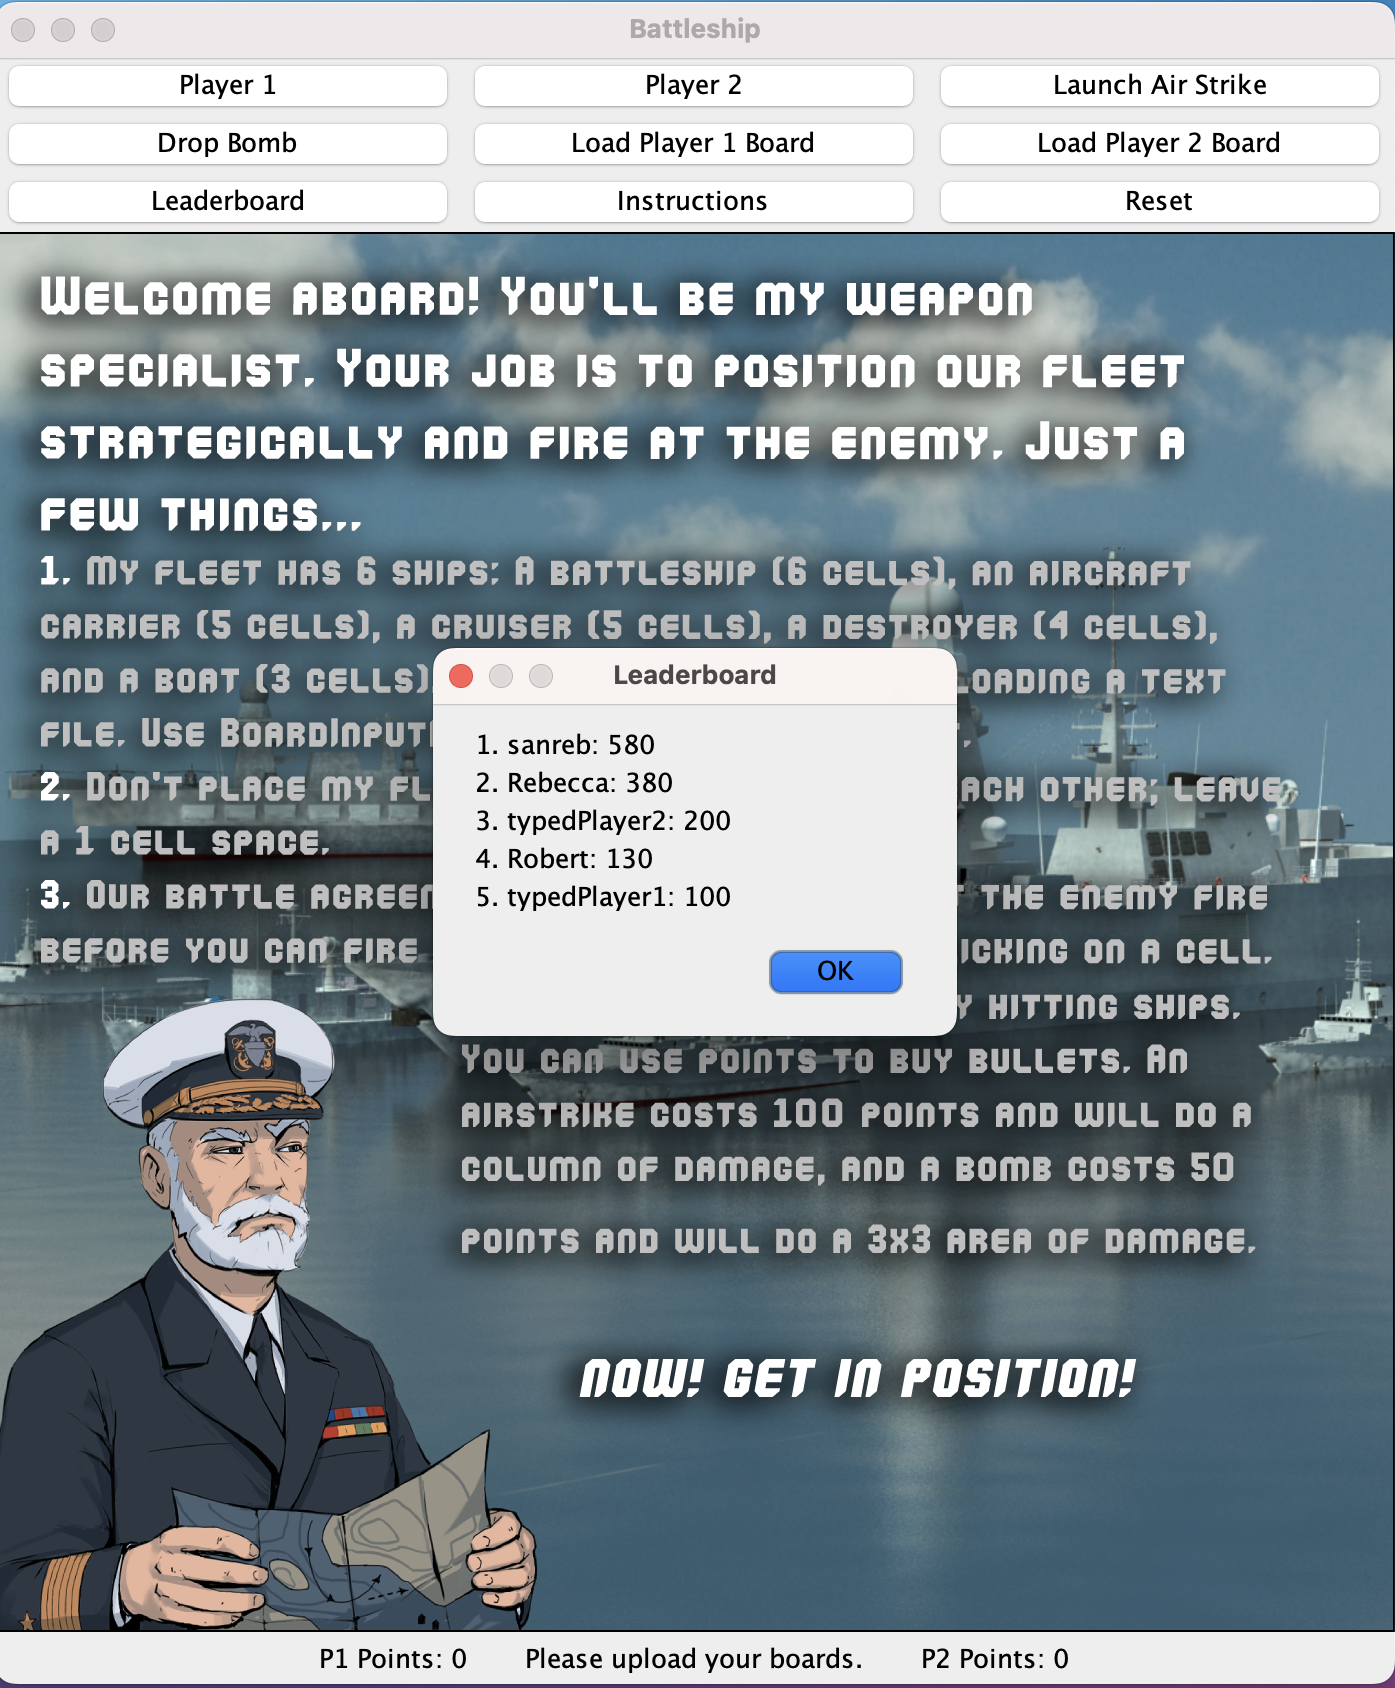 Battleship
Player 1
Player 2
Launch Air Strike
Drop Bomb
Load Player 1 Board
Load Player 2 Board
Leaderboard
Instructions
Reset
Welcome aboard! You'll be my weapon
specialist. Your job is to position our fleet
strategically and fire at the enemy. Just a
few things...
1. My fleet has 6 ships: A battleship (6 cells), an aircraft
carrier (5 cells), a cruiser (5 cells), a destroyer (4 cells),
and a boat (3 cells) loading a text
file. Use
2. Don't place my each other; leave
a 1 cell space.
3. Our battle the enemy fire
before you can fire clicking on a cell.
hitting ships.
You can use points to buy bullets. An
airstrike costs 100 points and will do a
column of damage, and a bomb costs 50
points and will do a 3x3 area of damage.
Now! Get in position!
Leaderboard
1. sanreb: 580
2. Rebecca: 380
3. typedPlayer2: 200
4. Robert: 130
5. typedPlayer1: 100
OK
P1 Points: 0
Please upload your boards.
P2 Points: 0